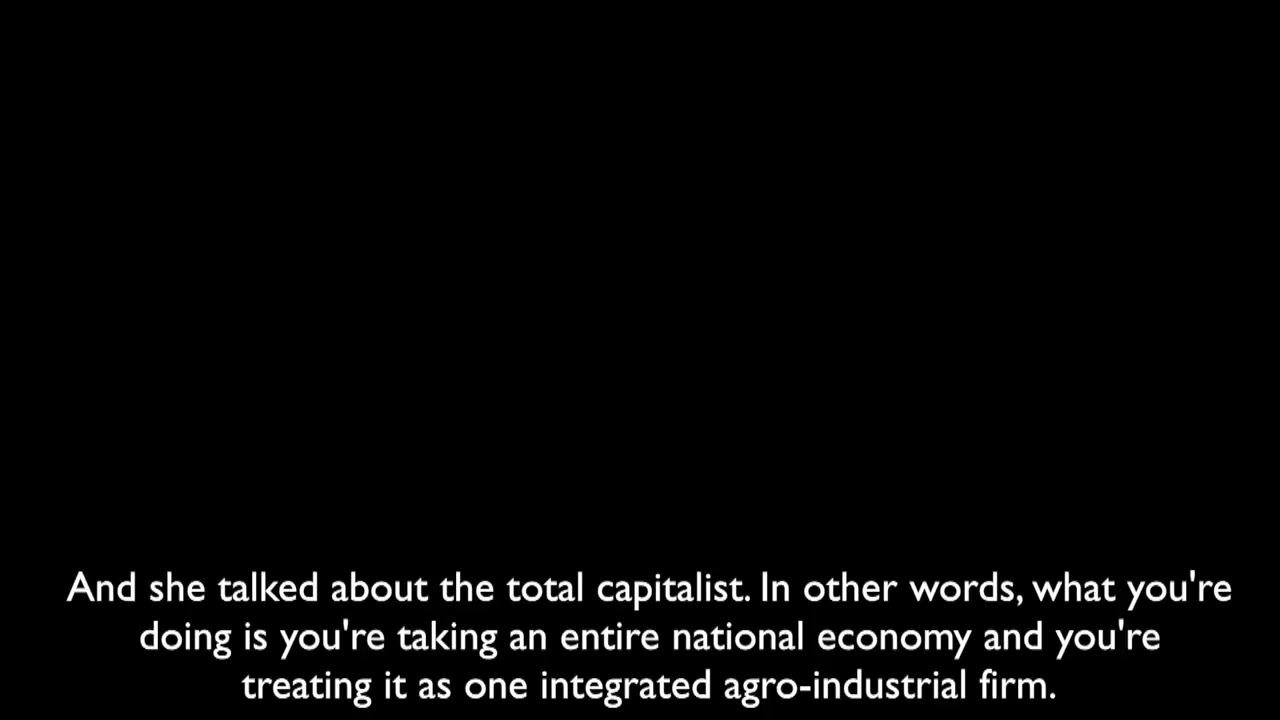 And she talked about the total capitalist. In other words, what you're
doing is you're taking an entire national economy and you're
treating it as one integrated agro-industrial firm.